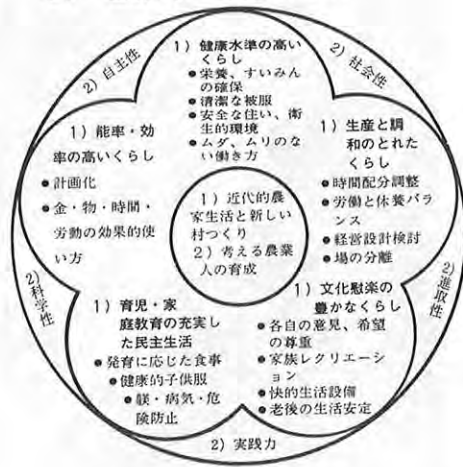 2) 自主性
2) 社会性
1) 健康水準の高い
くらし
●栄養、すいみん
の確保
●清潔な被服
●安全な住い、衛
生的環境
●ムダ、ムリのな
い働き方
1) 能率・効
率の高いくらし
●計画化
●金・物・時間・
労働の効果的使
い方
1) 生産と調
和のとれた
くらし
●時間配分調整
●労働と休養バラ
ンス
●経営設計検討
●場の分離
1) 近代的農
家生活と新しい
村つくり
2) 考える農業
人の育成
1) 育児・家
庭教育の充実し
た民主生活
●発育に応じた食事
●健康的子供服
●躾・病気・危
険防止
1) 文化慰楽の
豊かなくらし
●各自の意見、希望
の尊重
●家族レクリエーシ
ョン
●快的生活設備
●老後の生活安定
2) 科学性
2) 進取性
2) 実践力